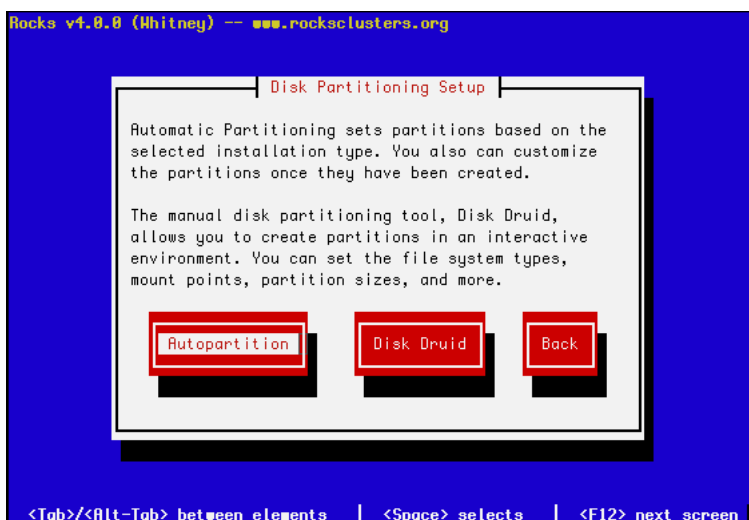 Rocks v4.0.0 (Whitney) -- www.rocksclusters.org
Disk Partitioning Setup
Automatic Partitioning sets partitions based on the
selected installation type. You also can customize
the partitions once they have been created.
The manual disk partitioning tool, Disk Druid,
allows you to create partitions in an interactive
environment. You can set the file system types,
mount points, partition sizes, and more.
Autopartition Disk Druid Back
<Tab>/<Alt-Tab> between elements | <Space> selects | <F12> next screen